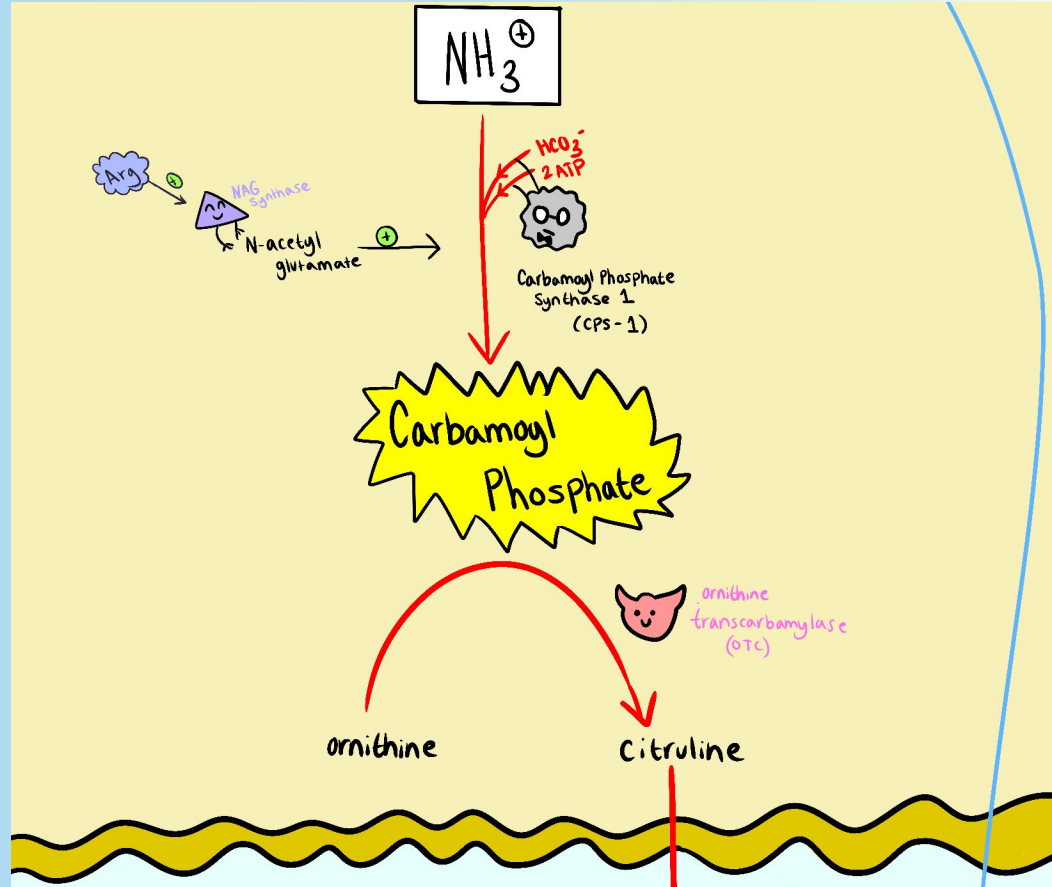 NH₃⊕
HCO₃⁻
2 ATP
Arg
+
NAG
synthase
N-acetyl
glutamate
+
Carbamoyl Phosphate
Synthase 1
(CPS-1)
Carbamoyl
Phosphate
ornithine
transcarbamylase
(OTC)
ornithine
citruline